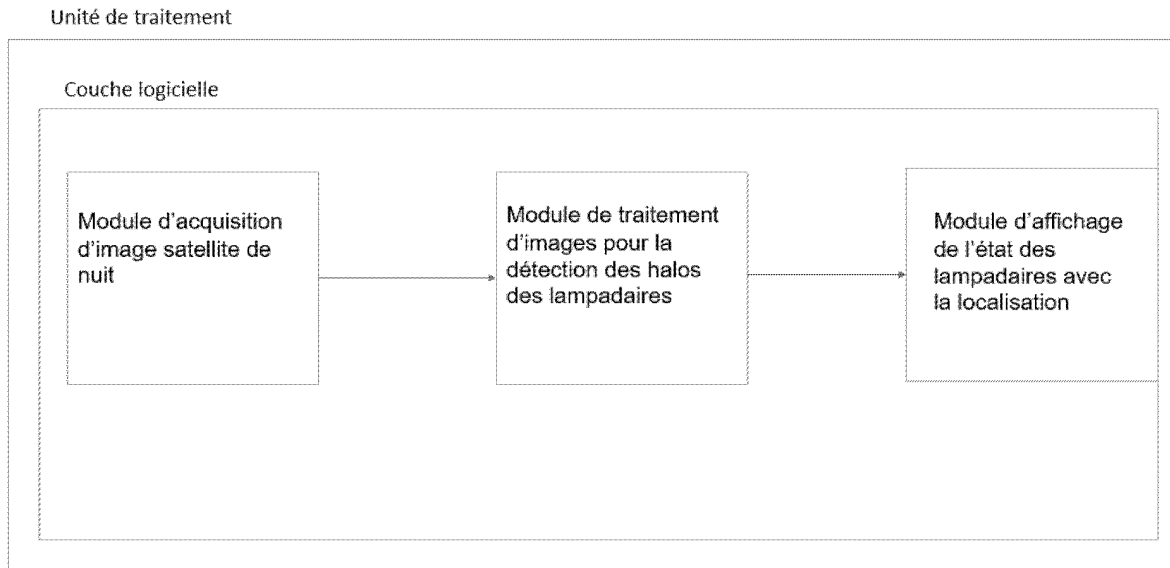 Unité de traitement
Couche logicielle
Module d'acquisition
d'image satellite de
nuit
Module de traitement
d'images pour la
détection des halos
des lampadaires
Module d'affichage
de l'état des
lampadaires avec
la localisation